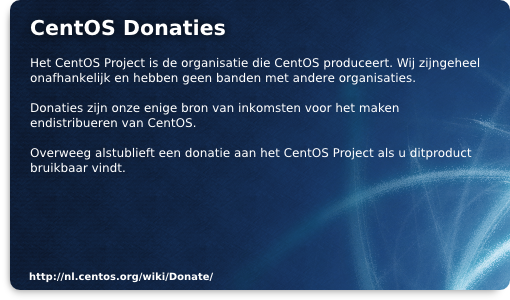 CentOS Donaties
Het CentOS Project is de organisatie die CentOS produceert. Wij zijngeheel
onafhankelijk en hebben geen banden met andere organisaties.
Donaties zijn onze enige bron van inkomsten voor het maken
endistribueren van CentOS.
Overweeg alstublieft een donatie aan het CentOS Project als u ditproduct
bruikbaar vindt.
http://nl.centos.org/wiki/Donate/